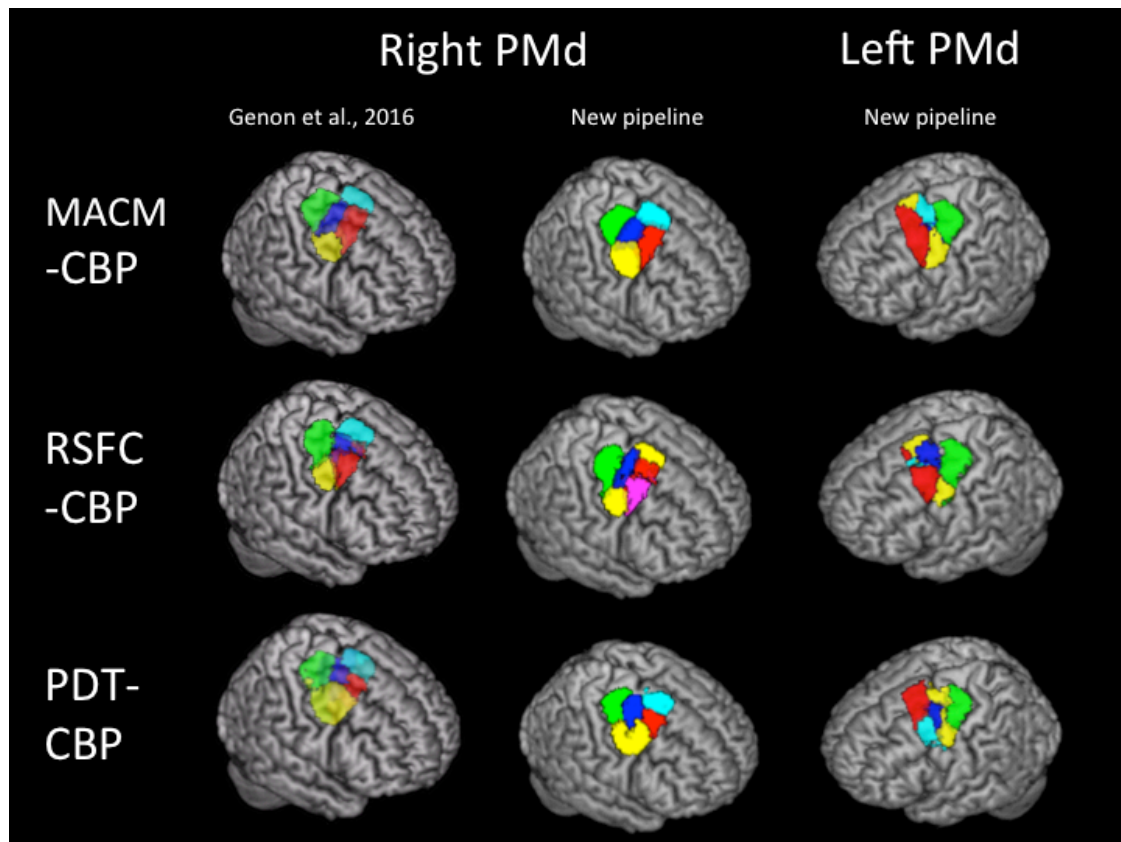 Right PMd
Left PMd
Genon et al., 2016
New pipeline
New pipeline
MACM
-CBP
RSFC
-CBP
PDT-
CBP